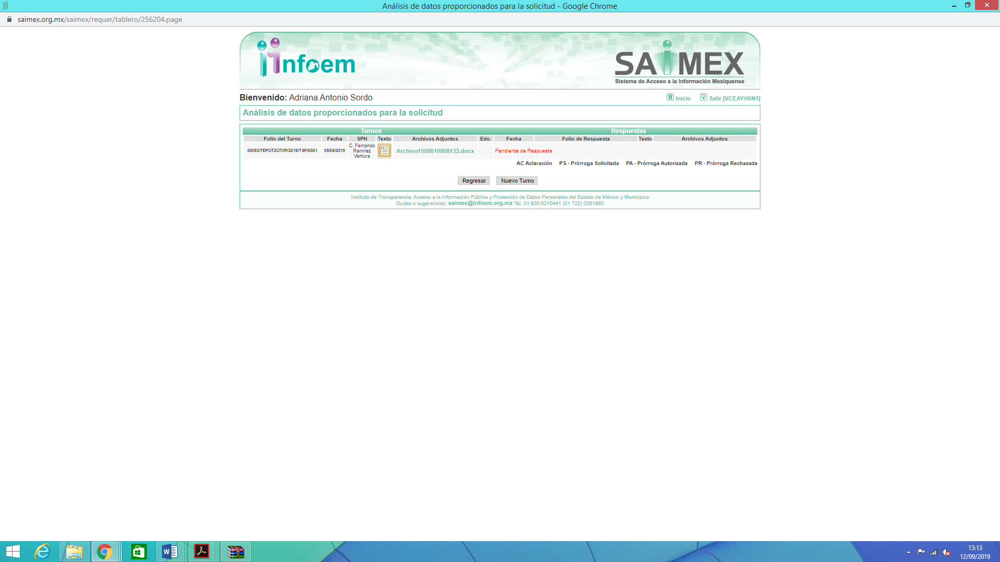 Análisis de datos proporcionados para la solicitud - Google Chrome
saimex.org.mx/saimex/requer/tablero/256204.page
infoem
SAIMEX
Sistema de Acceso a la Información Mexiquense
Bienvenido: Adriana Antonio Sordo
Inicio Salir [VCEAYH5N1]
Análisis de datos proporcionados para la solicitud
Turnos Respuestas
Folio del Turno Fecha SPH Texto Archivos Adjuntos Edo. Fecha Folio de Respuesta Texto Archivos Adjuntos
00093/TEPOTZOT/IP/2019/TSP/0001 09/05/2019 C. Fernando Ramírez Ventura Archivo1556810868133.docx Pendiente de Respuesta
AC Aclaración PS - Prórroga Solicitada PA - Prórroga Autorizada PR - Prórroga Rechazada
Regresar Nuevo Turno
Instituto de Transparencia, Acceso a la Información Pública y Protección de Datos Personales del Estado de México y Municipios
Dudas o sugerencias: saimex@infoem.org.mx Tel. 01 800 8210441 (01 722) 2261980
13:13
12/09/2019